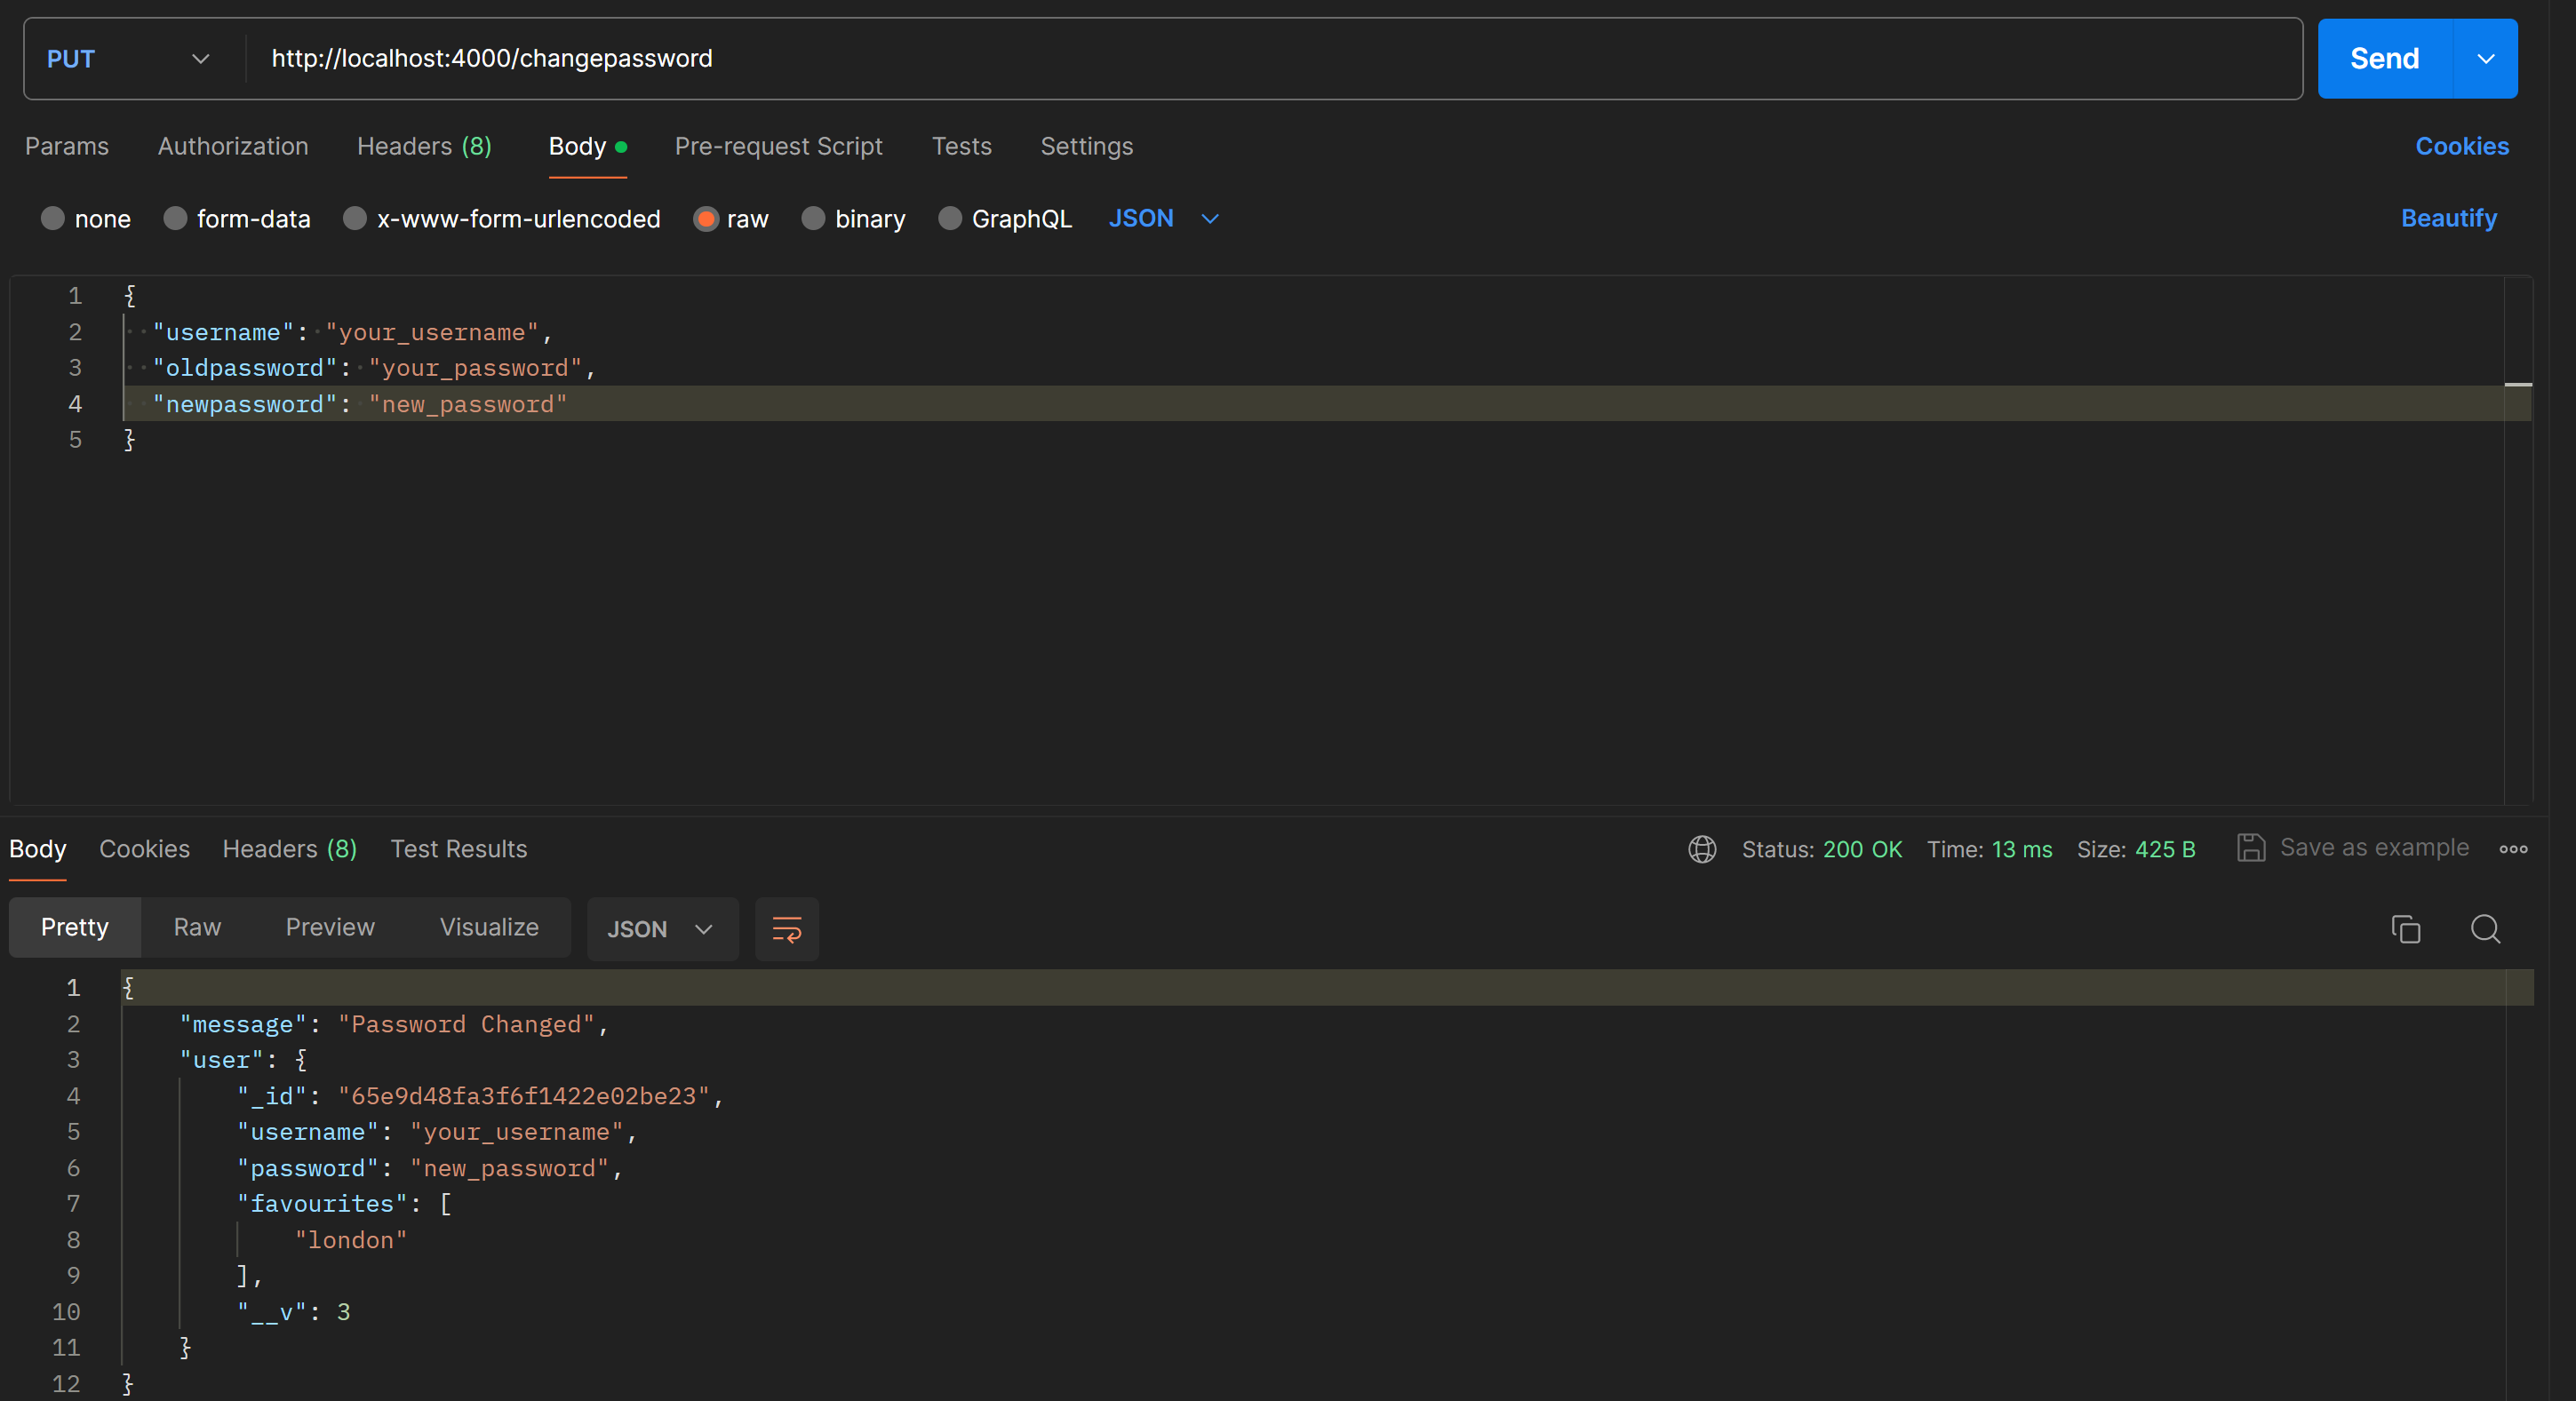 PUT http://localhost:4000/changepassword Send
Params Authorization Headers (8) Body Pre-request Script Tests Settings Cookies
none form-data x-www-form-urlencoded raw binary GraphQL JSON Beautify
1 {
2 "username": "your_username",
3 "oldpassword": "your_password",
4 "newpassword": "new_password"
5 }
Body Cookies Headers (8) Test Results Status: 200 OK Time: 13 ms Size: 425 B Save as example
Pretty Raw Preview Visualize JSON
1 {
2 "message": "Password Changed",
3 "user": {
4 "_id": "65e9d48fa3f6f1422e02be23",
5 "username": "your_username",
6 "password": "new_password",
7 "favourites": [
8 "london"
9 ],
10 "__v": 3
11 }
12 }